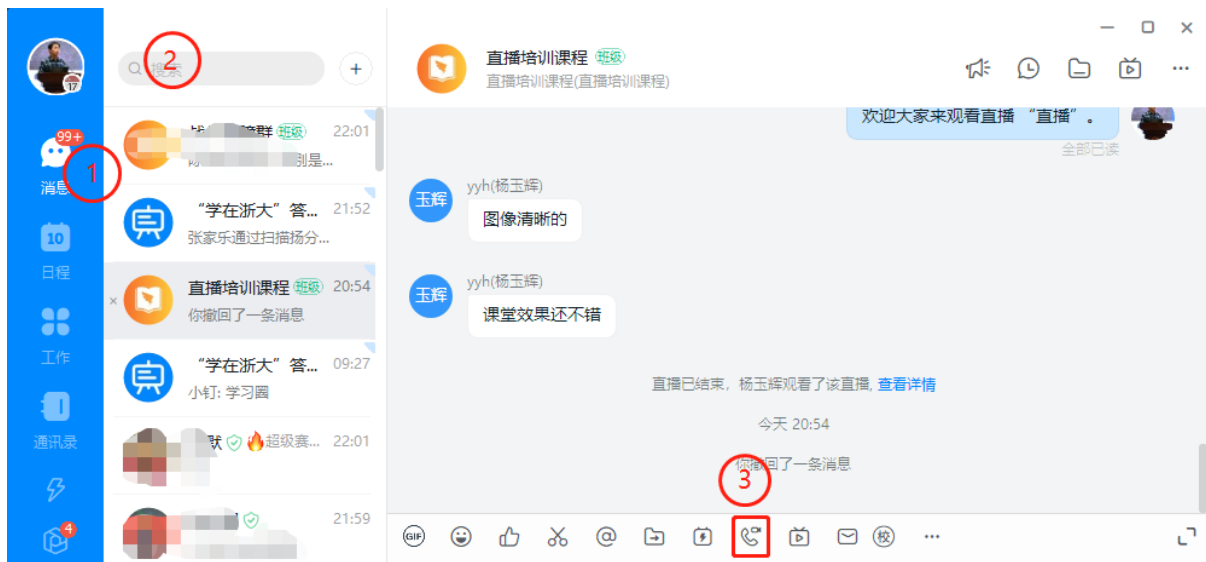 17
99+
消息
1
10
日程
工作
通讯录
4
2
搜索
+
班级
22:01
别是...
“学在浙大”答...
21:52
张家乐通过扫描扬分...
直播培训课程
班级
20:54
你撤回了一条消息
“学在浙大”答...
09:27
小钉: 学习圈
默
超级赛...
22:01
21:59
直播培训课程
班级
直播培训课程(直播培训课程)
欢迎大家来观看直播“直播”。
全部已读
玉辉
yyh(杨玉辉)
图像清晰的
玉辉
yyh(杨玉辉)
课堂效果还不错
直播已结束，杨玉辉观看了该直播, 查看详情
今天 20:54
你撤回了一条消息
3
GIF
@
校